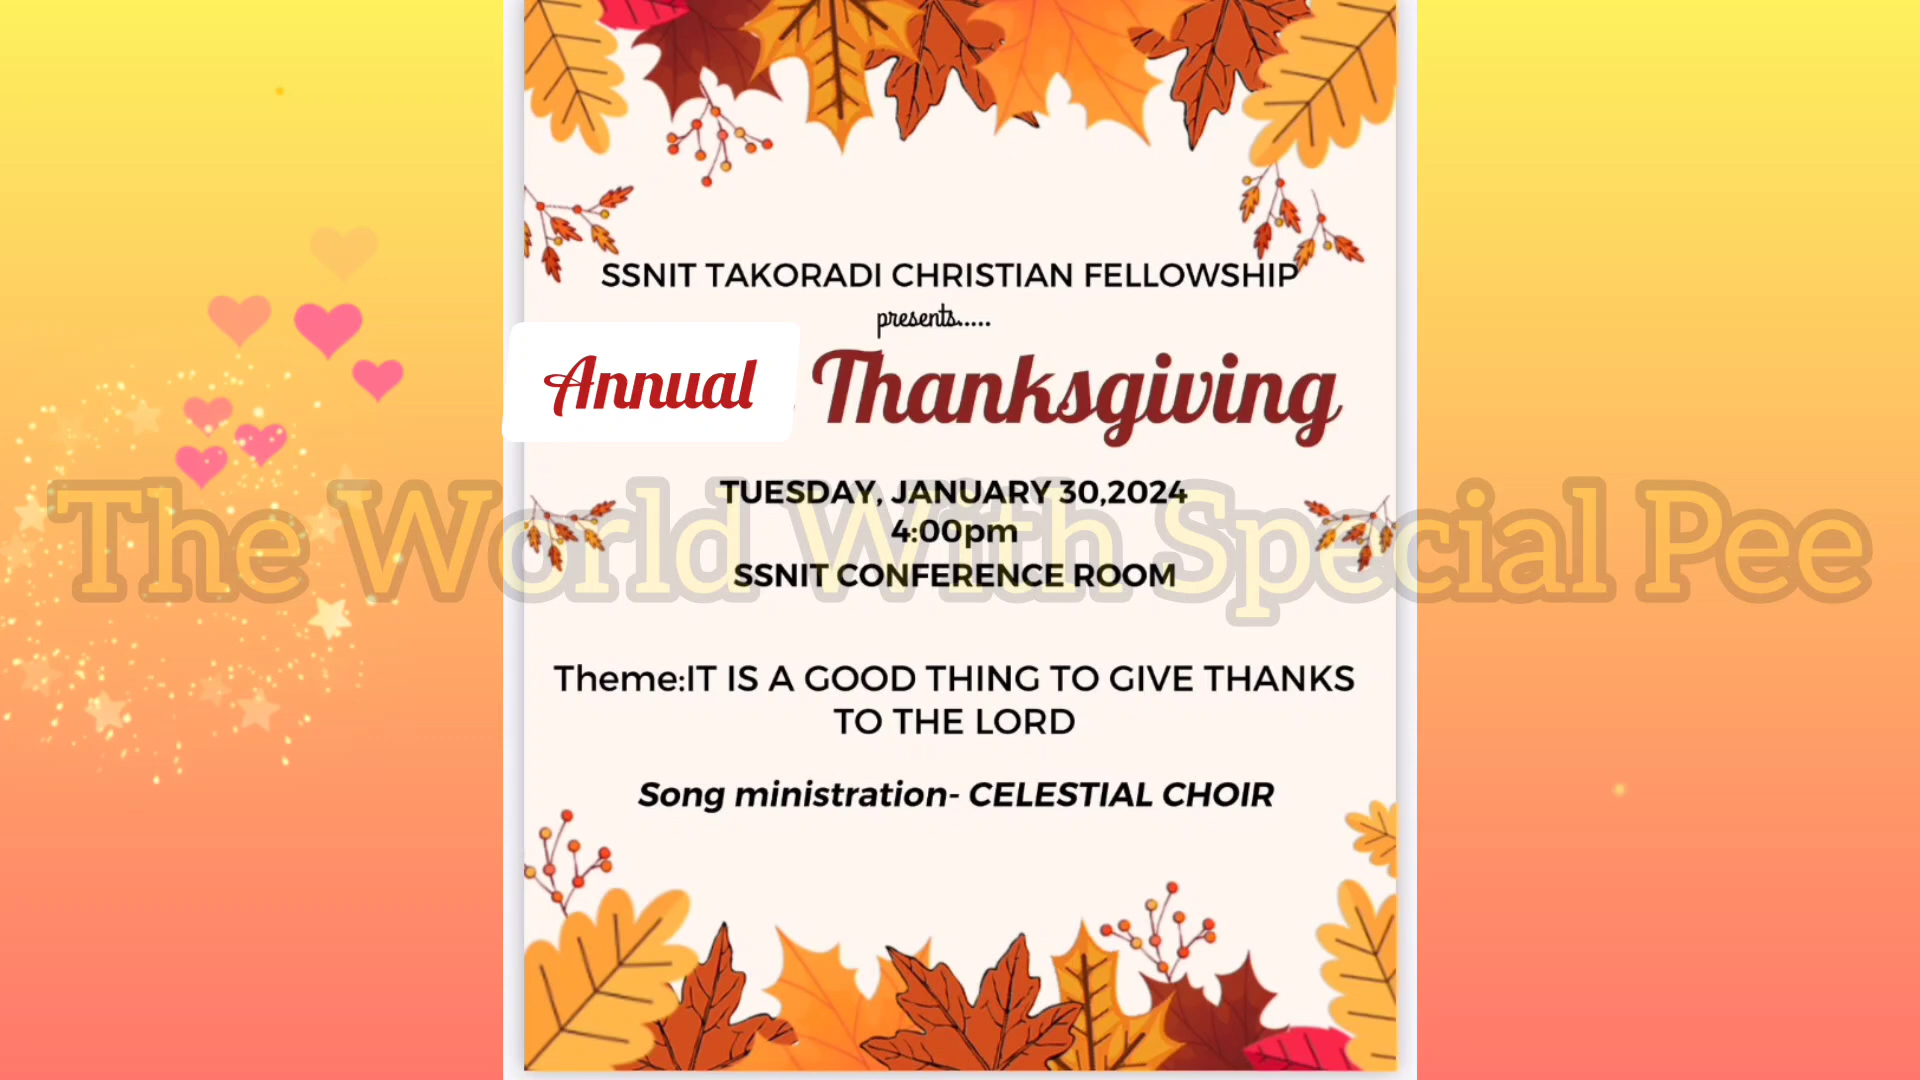 SSNIT TAKORADI CHRISTIAN FELLOWSHIP
presents.....
Annual Thanksgiving
TUESDAY, JANUARY 30,2024
4:00pm
The World With Special Pee
SSNIT CONFERENCE ROOM
Theme:IT IS A GOOD THING TO GIVE THANKS
TO THE LORD
Song ministration- CELESTIAL CHOIR